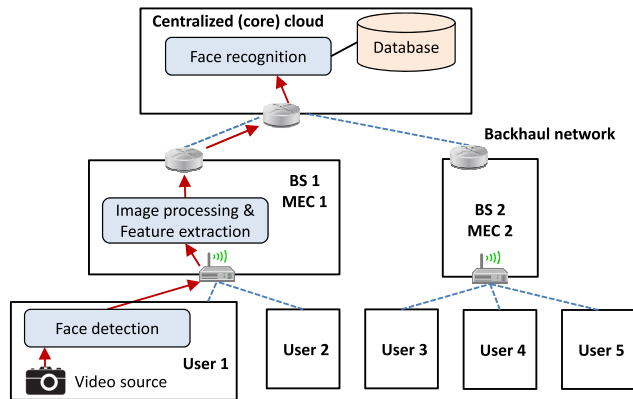 Centralized (core) cloud
Face recognition
Database
Backhaul network
BS 1
MEC 1
Image processing &
Feature extraction
BS 2
MEC 2
Face detection
User 1
Video source
User 2
User 3
User 4
User 5